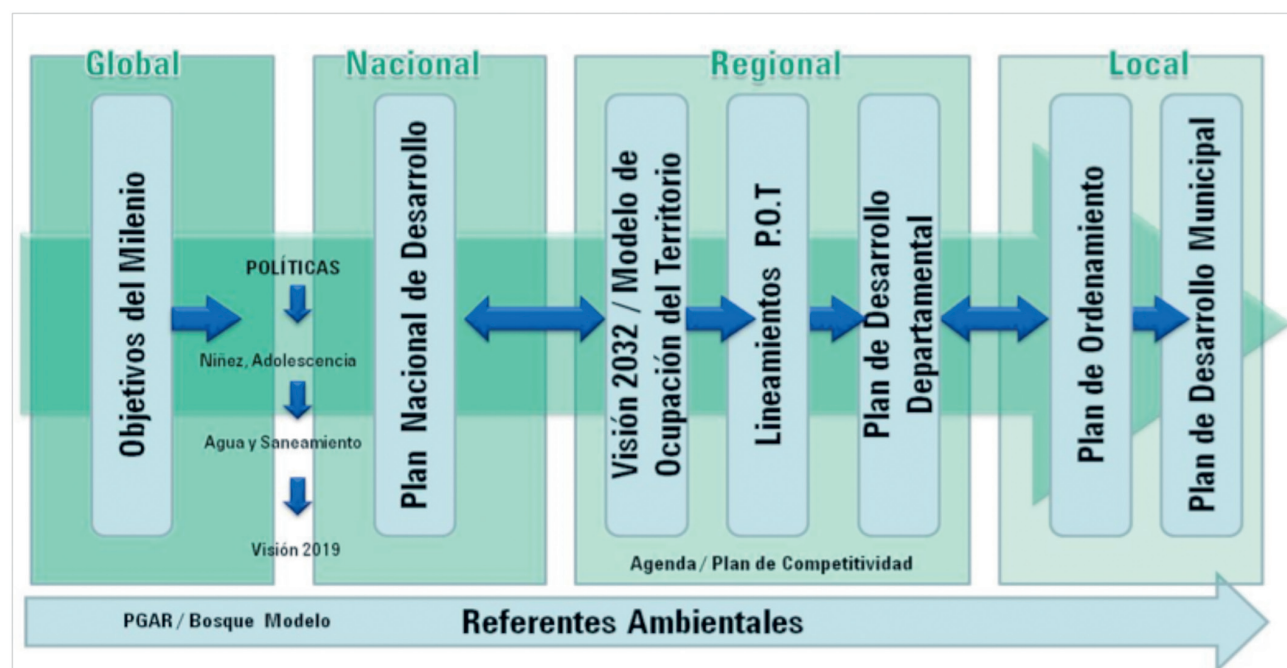 Global
Nacional
Regional
Local
Objetivos del Milenio
POLÍTICAS
Niñez, Adolescencia
Agua y Saneamiento
Visión 2019
Plan Nacional de Desarrollo
Visión 2032 / Modelo de
Ocupación del Territorio
Lineamientos P.O.T
Plan de Desarrollo
Departamental
Agenda / Plan de Competitividad
Plan de Ordenamiento
Plan de Desarrollo Municipal
PGAR / Bosque Modelo
Referentes Ambientales